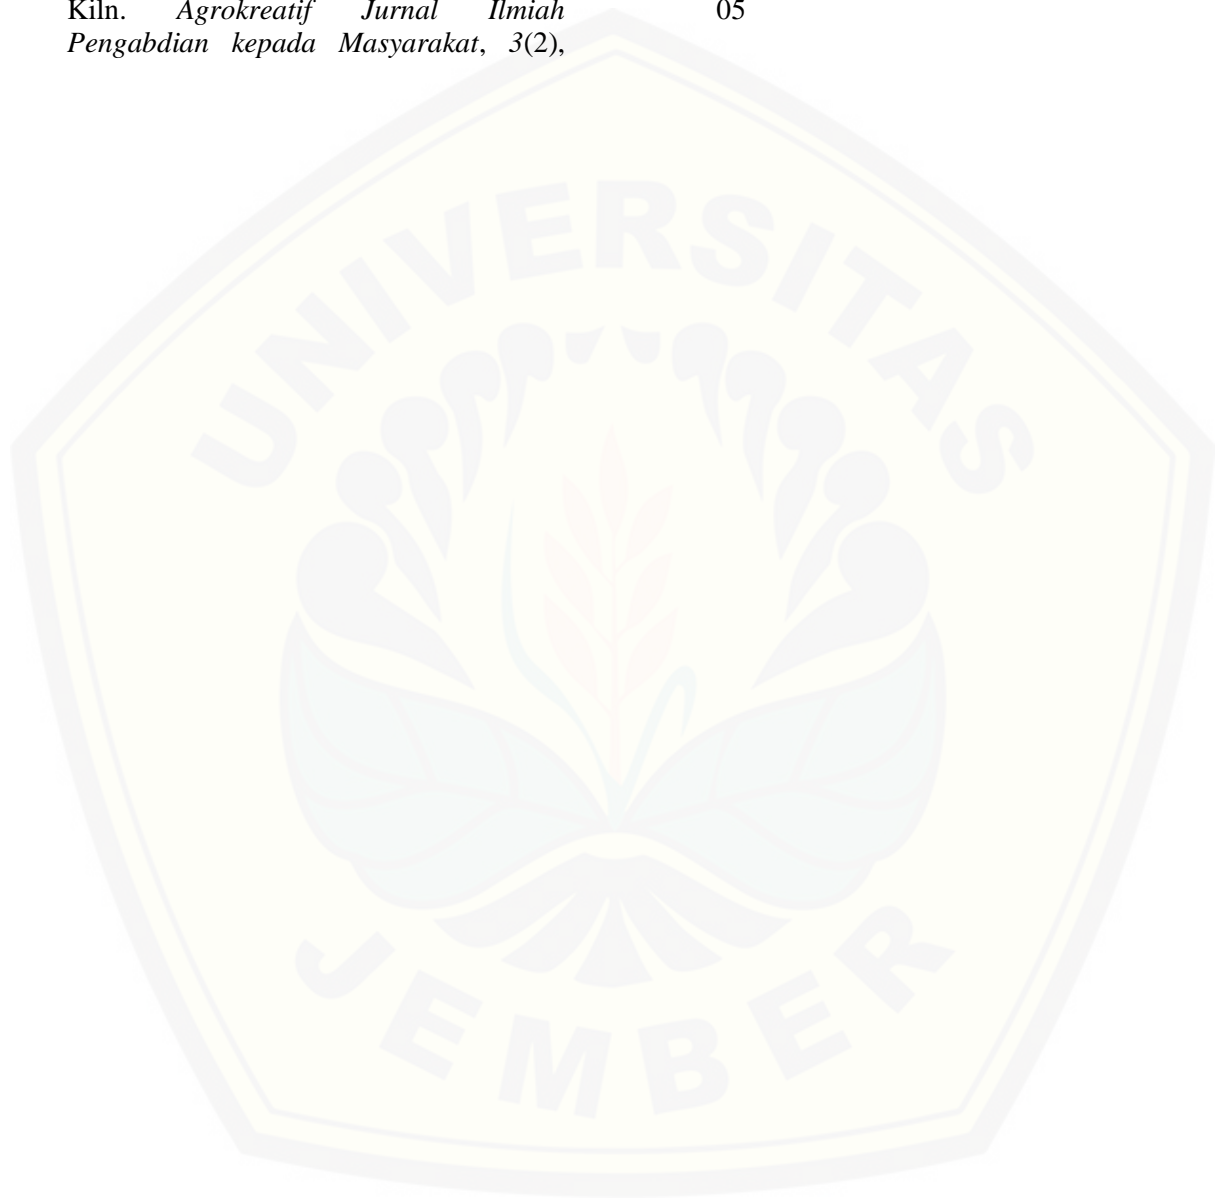 Kiln. Agrokreatif Jurnal Ilmiah
Pengabdian kepada Masyarakat, 3(2),
05
UNIVERSITAS
JEMBER